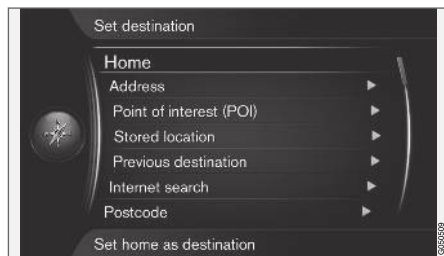 Set destination
Home
Address
Point of interest (POI)
Stored location
Previous destination
Internet search
Postcode
Set home as destination
G050509